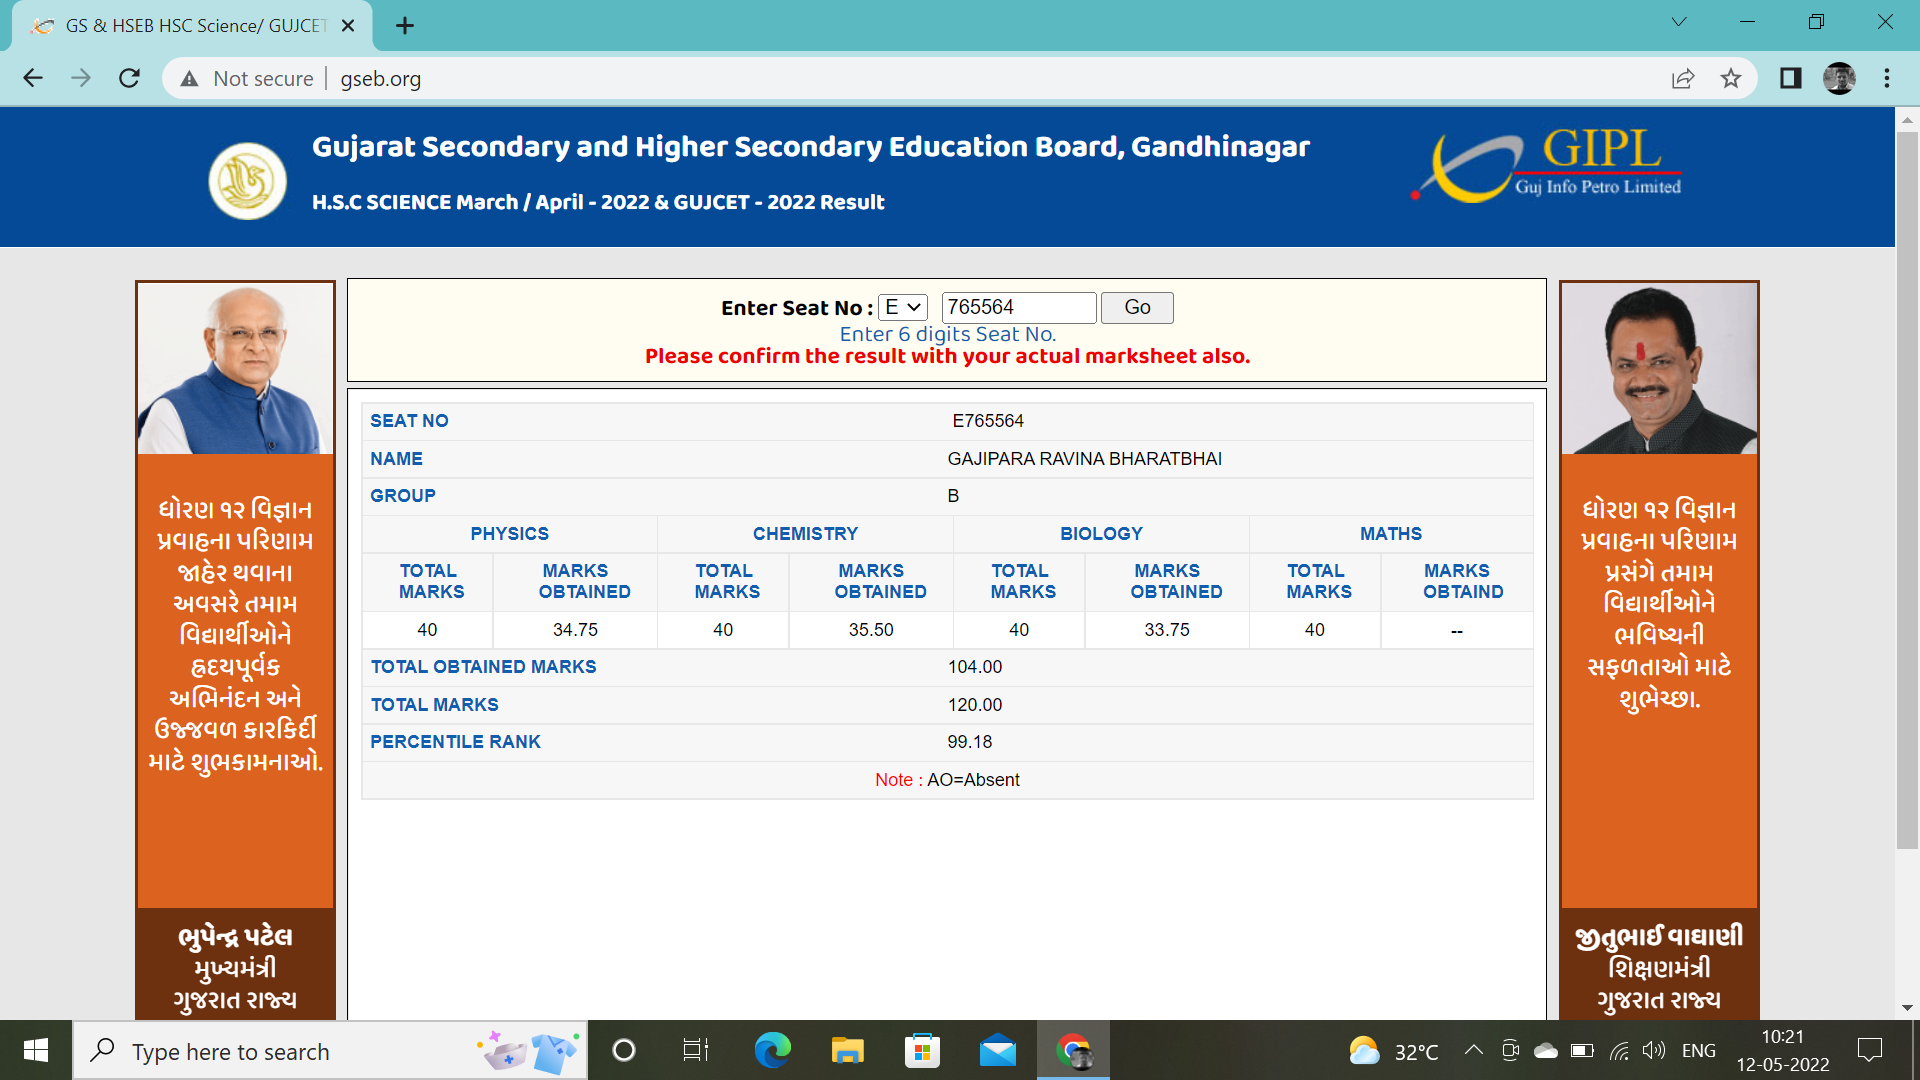 GS & HSEB HSC Science/ GUJCET
Not secure
gseb.org
Gujarat Secondary and Higher Secondary Education Board, Gandhinagar
H.S.C SCIENCE March / April - 2022 & GUJCET - 2022 Result
GIPL
Guj Info Petro Limited
Enter Seat No : E 765564 Go
Enter 6 digits Seat No.
Please confirm the result with your actual marksheet also.
SEAT NO E765564
NAME GAJIPARA RAVINA BHARATBHAI
GROUP B
PHYSICS CHEMISTRY BIOLOGY MATHS
TOTAL MARKS MARKS OBTAINED TOTAL MARKS MARKS OBTAINED TOTAL MARKS MARKS OBTAINED TOTAL MARKS MARKS OBTAIND
40 34.75 40 35.50 40 33.75 40 --
TOTAL OBTAINED MARKS 104.00
TOTAL MARKS 120.00
PERCENTILE RANK 99.18
Note : AO=Absent
ધોરણ ૧૨ વિજ્ઞાન
પ્રવાહના પરિણામ
જાહેર થવાના
અવસરે તમામ
વિદ્યાર્થીઓને
હ્રદયપૂર્વક
અભિનંદન અને
ઉજ્જવળ કારકિર્દી
માટે શુભકામનાઓ.
ભુપેન્દ્ર પટેલ
મુખ્યમંત્રી
ગુજરાત રાજ્ય
ધોરણ ૧૨ વિજ્ઞાન
પ્રવાહના પરિણામ
પ્રસંગે તમામ
વિદ્યાર્થીઓને
ભવિષ્યની
સફળતાઓ માટે
શુભેચ્છા.
જીતુભાઈ વાઘાણી
શિક્ષણમંત્રી
ગુજરાત રાજ્ય
Type here to search
32°C
ENG
10:21
12-05-2022